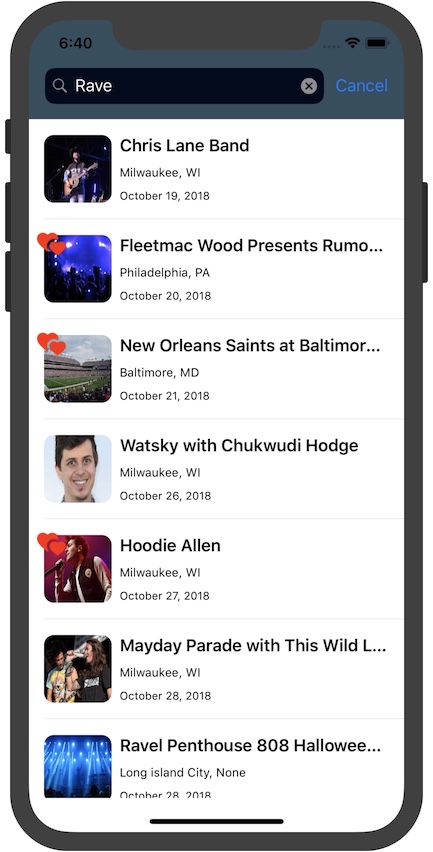 6:40
Rave
Cancel
Chris Lane Band
Milwaukee, WI
October 19, 2018
Fleetmac Wood Presents Rumo...
Philadelphia, PA
October 20, 2018
New Orleans Saints at Baltimor...
Baltimore, MD
October 21, 2018
Watsky with Chukwudi Hodge
Milwaukee, WI
October 26, 2018
Hoodie Allen
Milwaukee, WI
October 27, 2018
Mayday Parade with This Wild L...
Milwaukee, WI
October 28, 2018
Ravel Penthouse 808 Hallowee...
Long island City, None
October 28, 2018